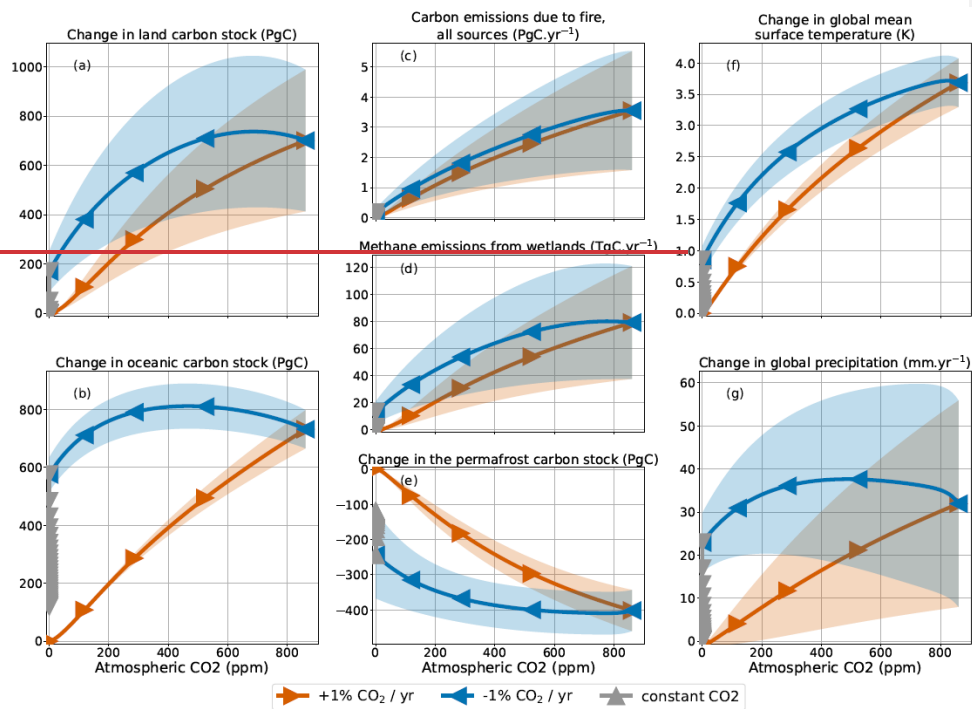 Change in land carbon stock (PgC)
(a)
1000
800
600
400
200
0
Change in oceanic carbon stock (PgC)
(b)
800
600
400
200
0
0 200 400 600 800
Atmospheric CO2 (ppm)
Carbon emissions due to fire,
all sources (PgC.yr⁻¹)
(c)
5
4
3
2
1
0
Methane emissions from wetlands (TgC.yr⁻¹)
(d)
120
100
80
60
40
20
0
Change in the permafrost carbon stock (PgC)
(e)
0
−100
−200
−300
−400
0 200 400 600 800
Atmospheric CO2 (ppm)
Change in global mean
surface temperature (K)
(f)
4.0
3.5
3.0
2.5
2.0
1.5
1.0
0.5
0.0
Change in global precipitation (mm.yr⁻¹)
(g)
60
50
40
30
20
10
0
0 200 400 600 800
Atmospheric CO2 (ppm)
+1% CO₂ / yr -1% CO₂ / yr constant CO2